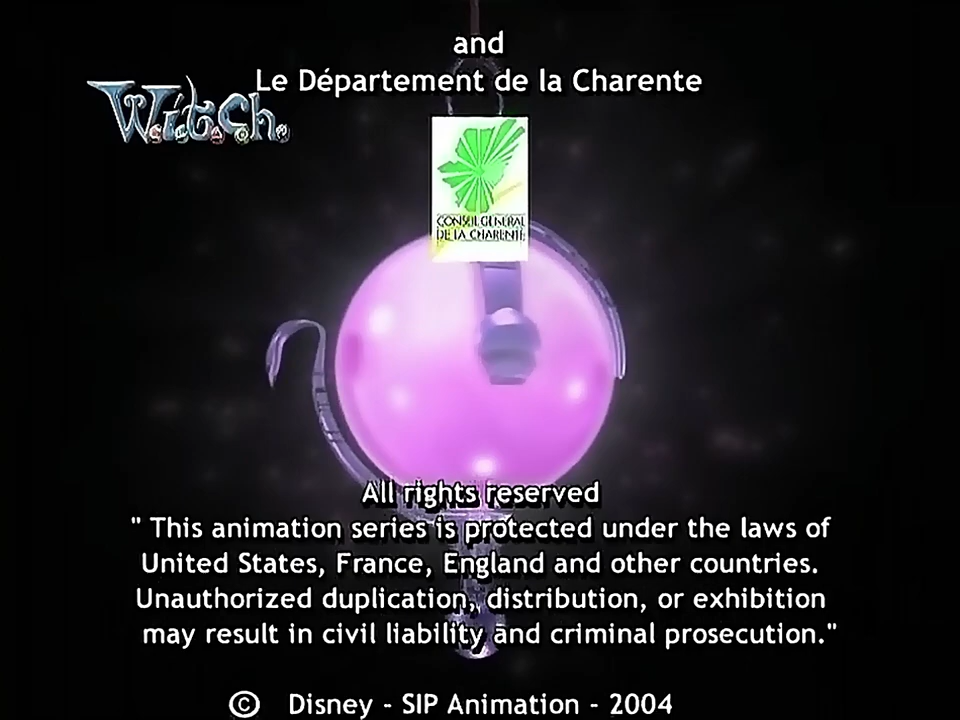 and
Le Département de la Charente
W.i.t.c.h.
CONSEIL GENERAL
DE LA CHARENTE
All rights reserved
" This animation series is protected under the laws of
United States, France, England and other countries.
Unauthorized duplication, distribution, or exhibition
may result in civil liability and criminal prosecution."
© Disney - SIP Animation - 2004